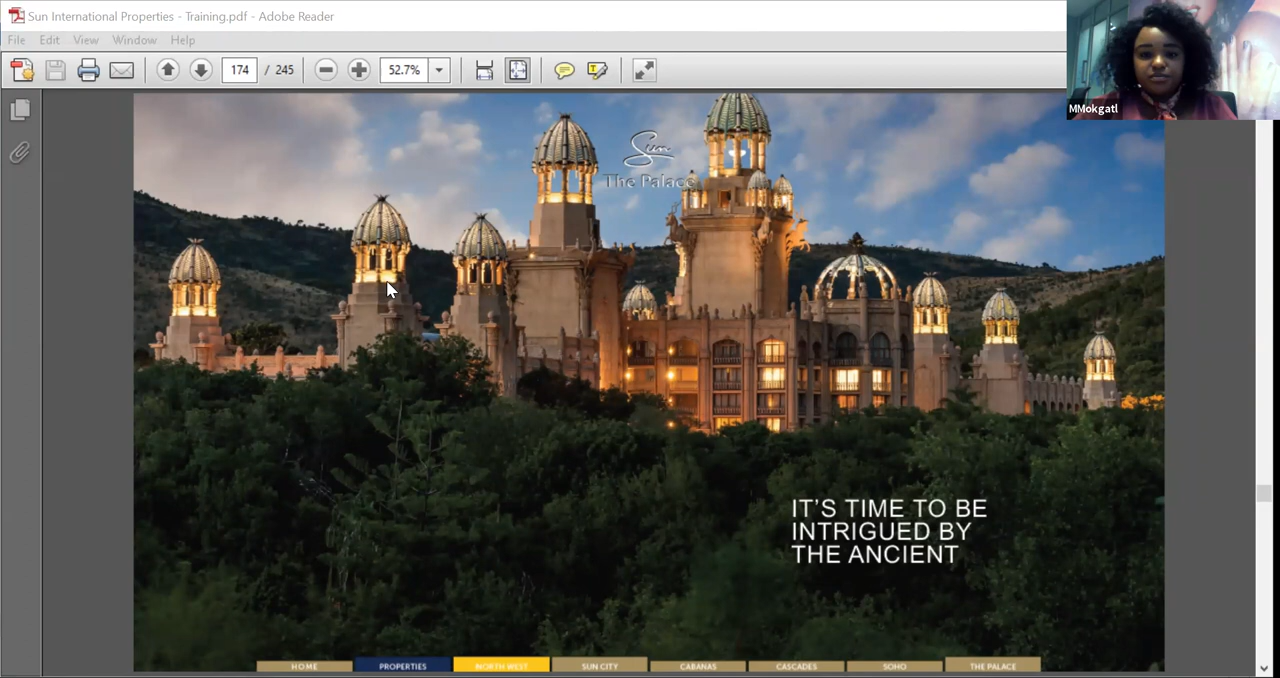 Sun International Properties - Training.pdf - Adobe Reader
File Edit View Window Help
174 / 245 52.7%
MMokgatl
Sun
The Palace
IT'S TIME TO BE
INTRIGUED BY
THE ANCIENT
HOME PROPERTIES NORTH WEST SUN CITY CABANAS CASCADES SOHO THE PALACE